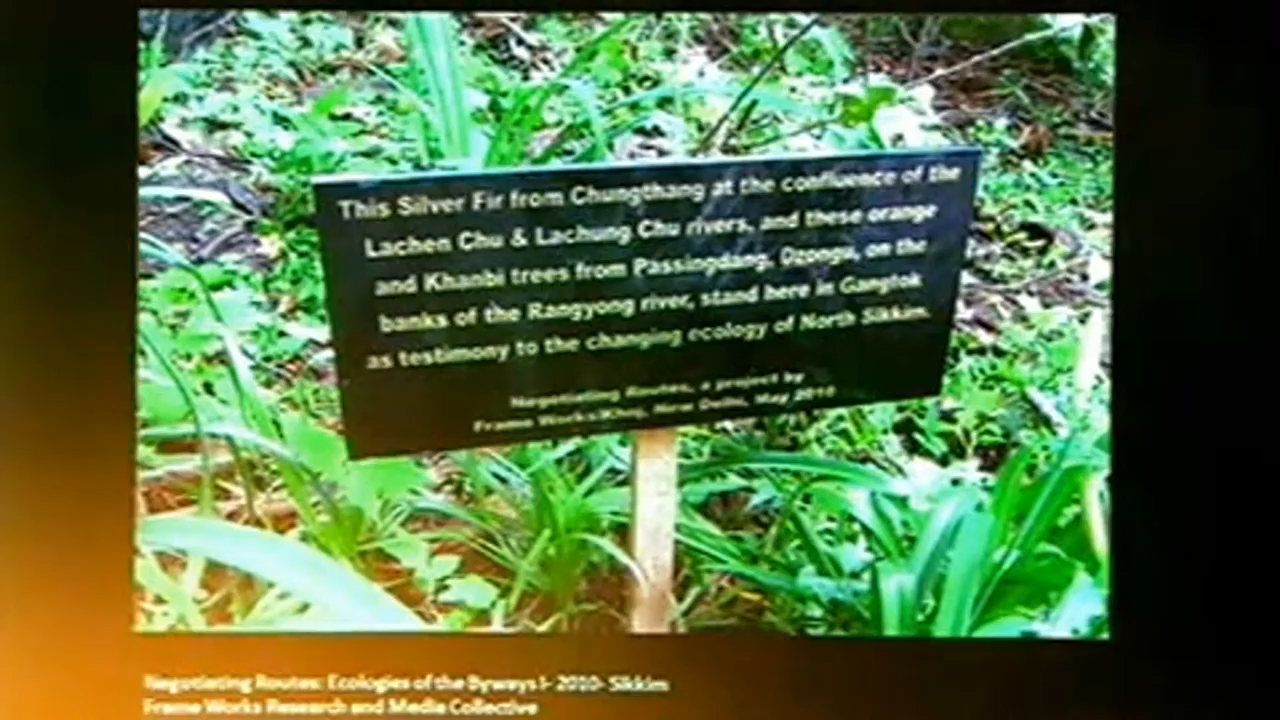 This Silver Fir from Chungthang at the confluence of the
Lachen Chu & Lachung Chu rivers, and these orange
and Khanbi trees from Passingdang, Dzongu, on the
banks of the Rangyong river, stand here in Gangtok
as testimony to the changing ecology of North Sikkim.
Negotiating Routes, a project by
Frame Works/Khoj, New Delhi, May 2010
Negotiating Routes: Ecologies of the Byways I- 2010- Sikkim
Frame Works Research and Media Collective